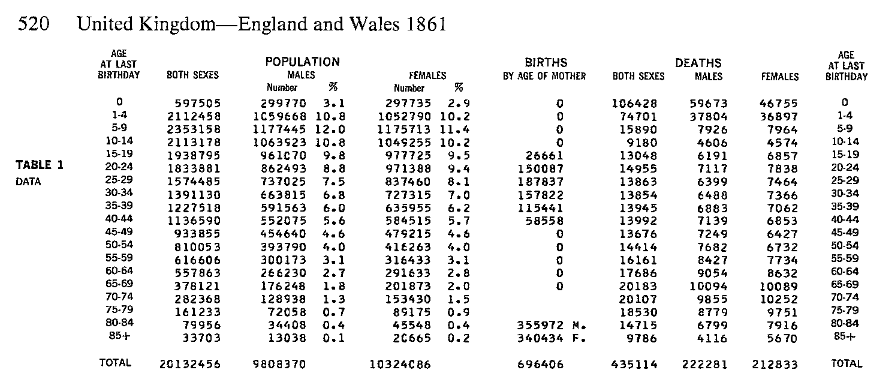 520 United Kingdom—England and Wales 1861
AGE AT LAST BIRTHDAY POPULATION BIRTHS DEATHS AGE AT LAST BIRTHDAY
BOTH SEXES MALES FEMALES BY AGE OF MOTHER BOTH SEXES MALES FEMALES
Number % Number %
0 597505 299770 3.1 297735 2.9 0 106428 59673 46755 0
1-4 2112458 1059668 10.8 1052790 10.2 0 74701 37804 36897 1-4
5-9 2353158 1177445 12.0 1175713 11.4 0 15890 7926 7964 5-9
10-14 2113178 1063923 10.8 1049255 10.2 0 9180 4606 4574 10-14
15-19 1938795 961070 9.8 977725 9.5 26661 13048 6191 6857 15-19
TABLE 1 20-24 1833881 862493 8.8 971388 9.4 150087 14955 7117 7838 20-24
DATA 25-29 1574485 737025 7.5 837460 8.1 187837 13863 6399 7464 25-29
30-34 1391130 663815 6.8 727315 7.0 157822 13854 6488 7366 30-34
35-39 1227518 591563 6.0 635955 6.2 115441 13945 6883 7062 35-39
40-44 1136590 552075 5.6 584515 5.7 58558 13992 7139 6853 40-44
45-49 933855 454640 4.6 479215 4.6 0 13676 7249 6427 45-49
50-54 810053 393790 4.0 416263 4.0 0 14414 7682 6732 50-54
55-59 616606 300173 3.1 316433 3.1 0 16161 8427 7734 55-59
60-64 557863 266230 2.7 291633 2.8 0 17686 9054 8632 60-64
65-69 378121 176248 1.8 201873 2.0 0 20183 10094 10089 65-69
70-74 282368 128938 1.3 153430 1.5 20107 9855 10252 70-74
75-79 161233 72058 0.7 89175 0.9 18530 8779 9751 75-79
80-84 79956 34408 0.4 45548 0.4 355972 M. 14715 6799 7916 80-84
85+ 33703 13038 0.1 20665 0.2 340434 F. 9786 4116 5670 85+
TOTAL 20132456 9808370 10324086 696406 435114 222281 212833 TOTAL